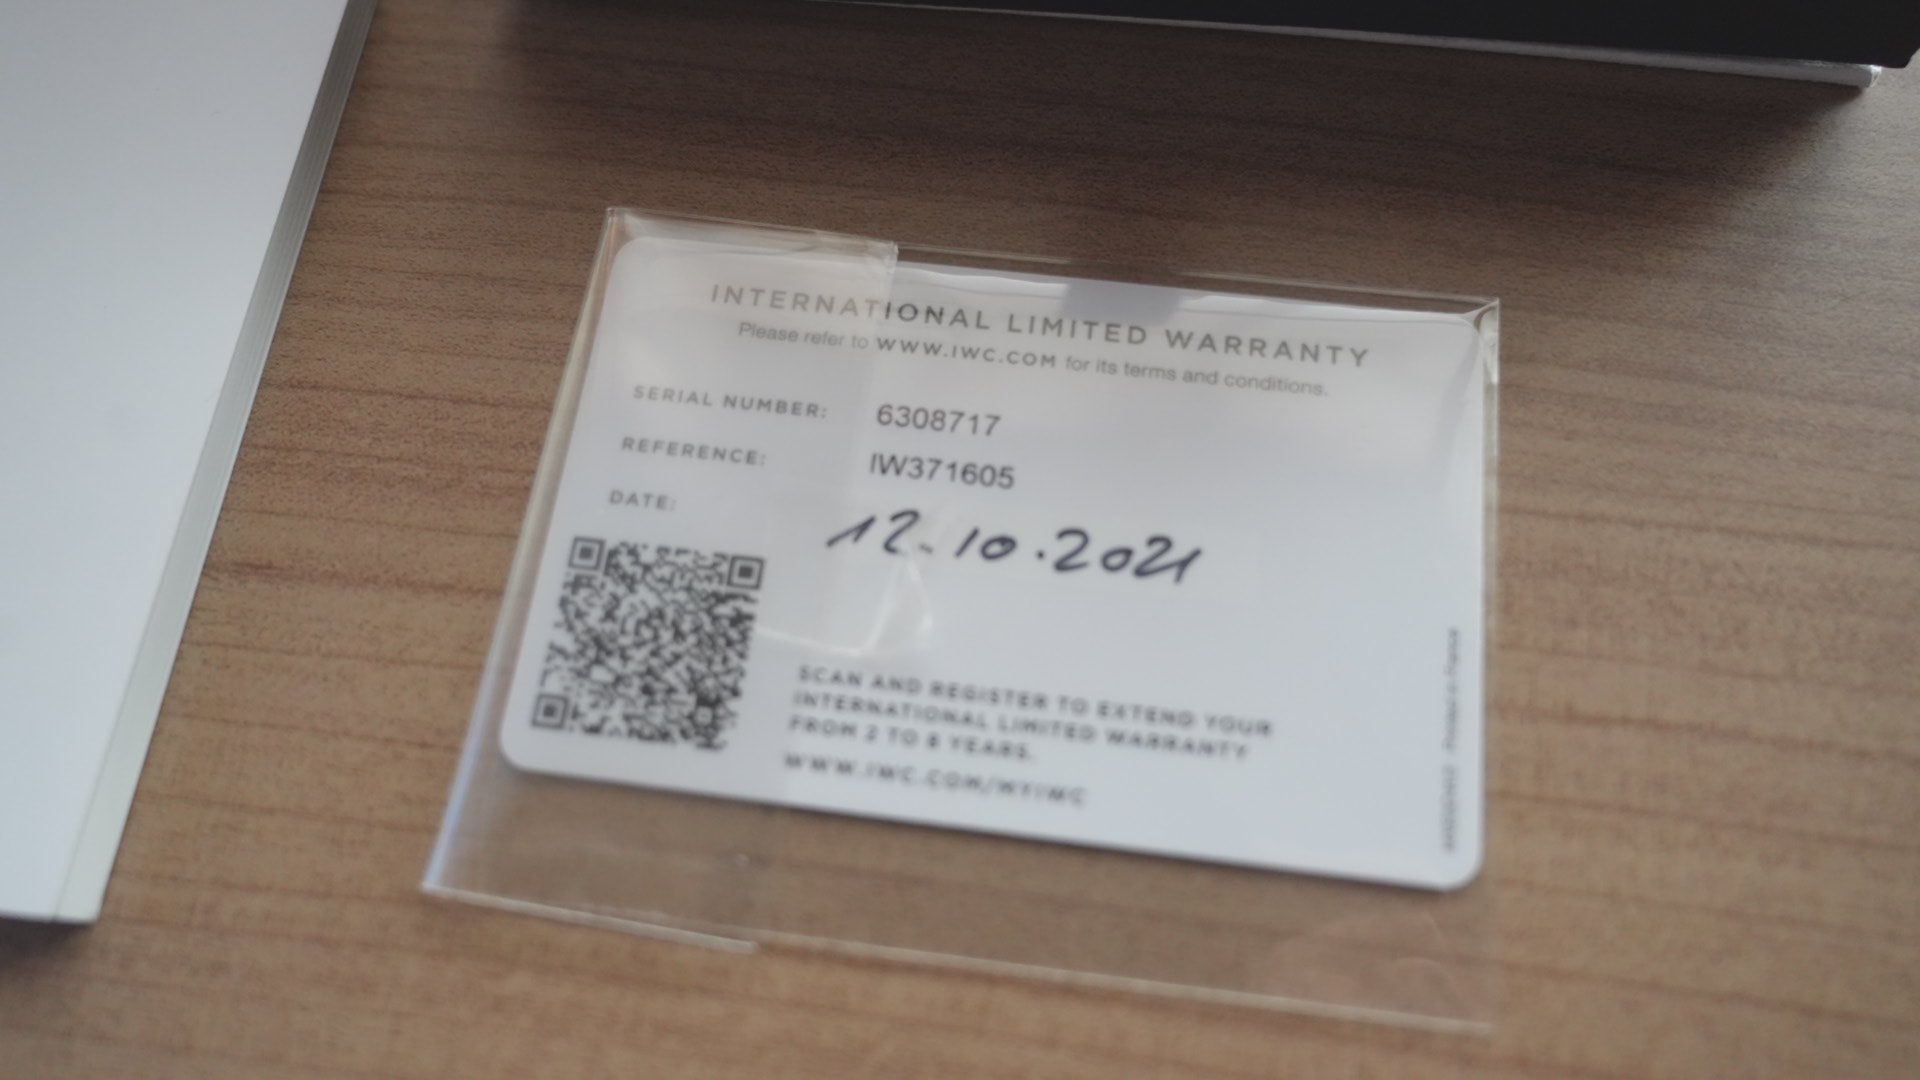 INTERNATIONAL LIMITED WARRANTY
Please refer to WWW.IWC.COM for its terms and conditions.
SERIAL NUMBER: 6308717
REFERENCE: IW371605
DATE: 12.10.2021
SCAN AND REGISTER TO EXTEND YOUR
INTERNATIONAL LIMITED WARRANTY
FROM 2 TO 8 YEARS.
WWW.IWC.COM/MYIWC